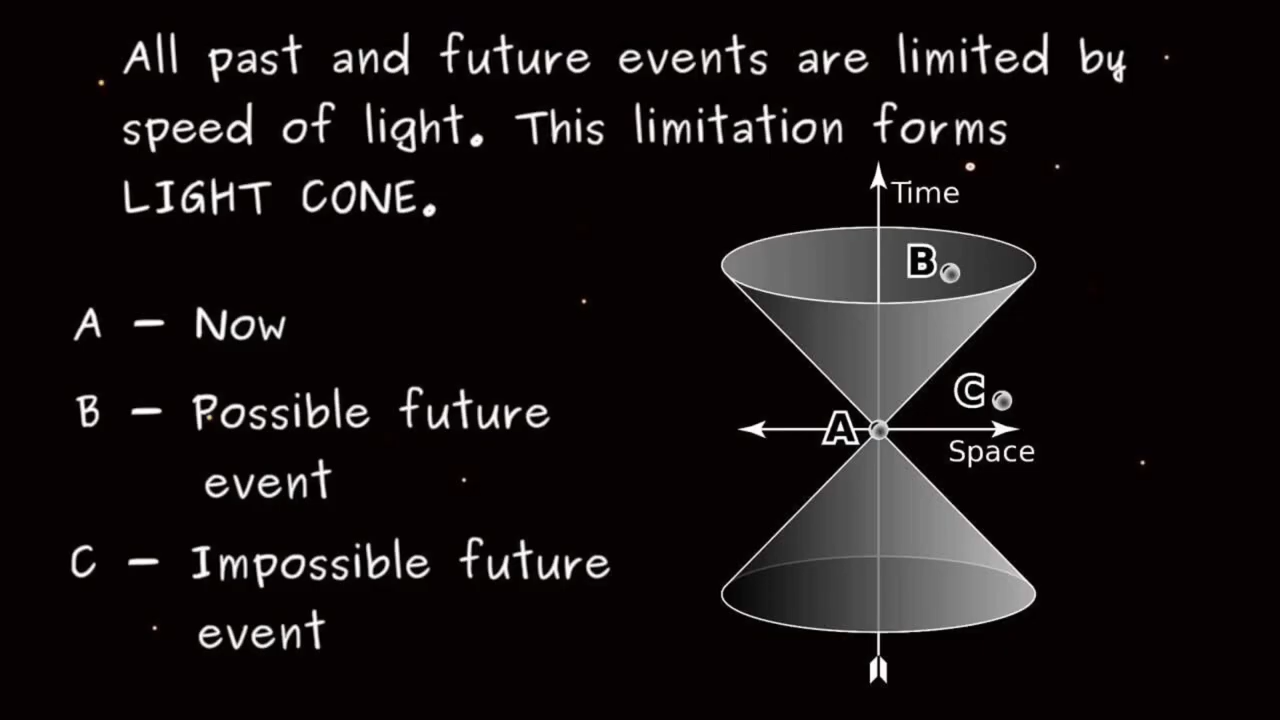 All past and future events are limited by
speed of light. This limitation forms
LIGHT CONE.
A - Now
B - Possible future
event
C - Impossible future
event
Time
B
C
A
Space